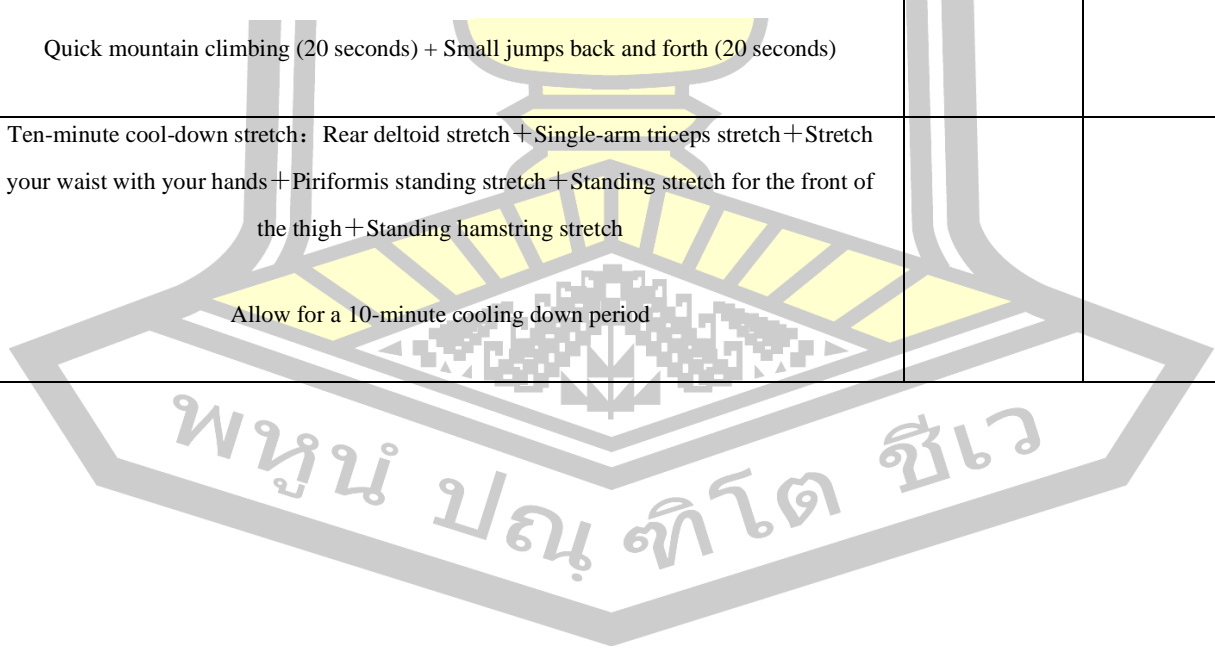 Quick mountain climbing (20 seconds) + Small jumps back and forth (20 seconds)
Ten-minute cool-down stretch：Rear deltoid stretch＋Single-arm triceps stretch＋Stretch
your waist with your hands＋Piriformis standing stretch＋Standing stretch for the front of
the thigh＋Standing hamstring stretch
Allow for a 10-minute cooling down period
พหูนํ ปณฺฑิโต ชีเว